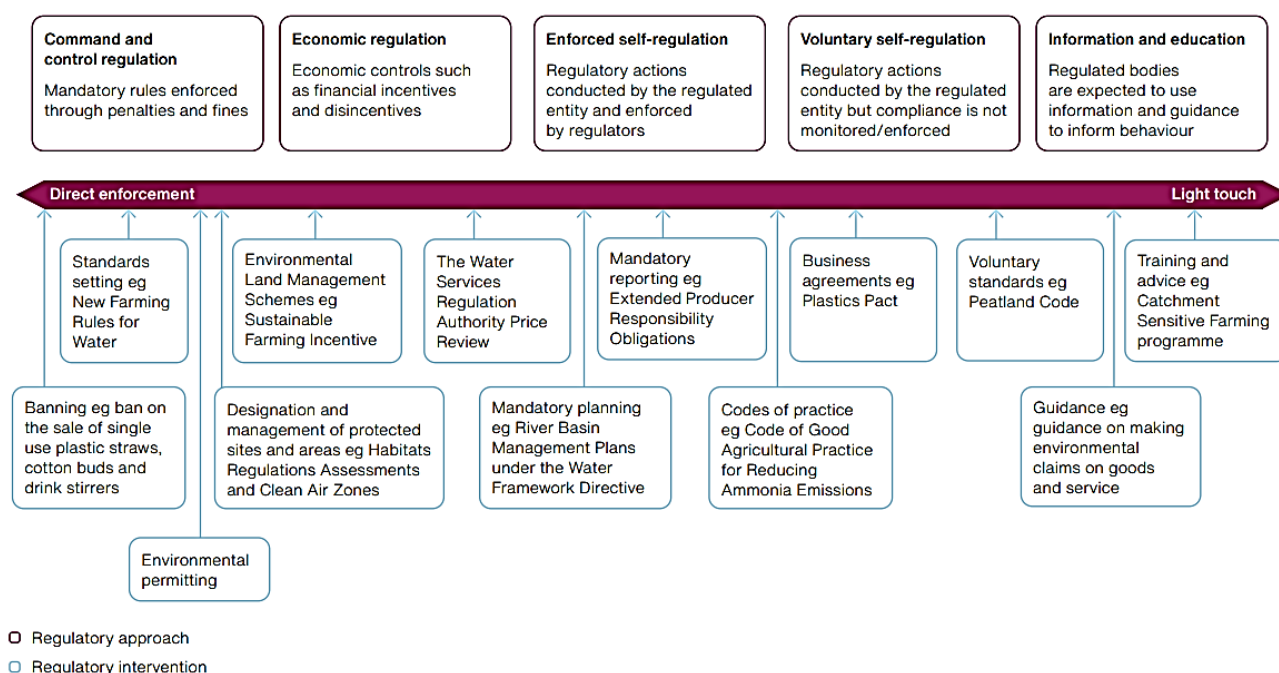 Command and
control regulation
Mandatory rules enforced
through penalties and fines
Economic regulation
Economic controls such
as financial incentives
and disincentives
Enforced self-regulation
Regulatory actions
conducted by the regulated
entity and enforced
by regulators
Voluntary self-regulation
Regulatory actions
conducted by the regulated
entity but compliance is not
monitored/enforced
Information and education
Regulated bodies
are expected to use
information and guidance
to inform behaviour
Direct enforcement
Light touch
Standards
setting eg
New Farming
Rules for
Water
Environmental
Land Management
Schemes eg
Sustainable
Farming Incentive
The Water
Services
Regulation
Authority Price
Review
Mandatory
reporting eg
Extended Producer
Responsibility
Obligations
Business
agreements eg
Plastics Pact
Voluntary
standards eg
Peatland Code
Training and
advice eg
Catchment
Sensitive Farming
programme
Banning eg ban on
the sale of single
use plastic straws,
cotton buds and
drink stirrers
Designation and
management of protected
sites and areas eg Habitats
Regulations Assessments
and Clean Air Zones
Mandatory planning
eg River Basin
Management Plans
under the Water
Framework Directive
Codes of practice
eg Code of Good
Agricultural Practice
for Reducing
Ammonia Emissions
Guidance eg
guidance on making
environmental
claims on goods
and service
Environmental
permitting
Regulatory approach
Regulatory intervention